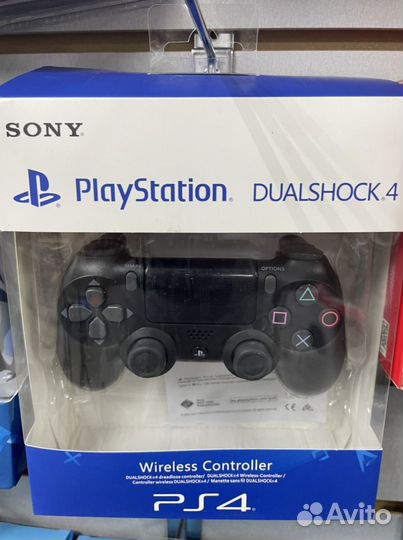 SONY
PlayStation® DUALSHOCK®4
SHARE
OPTIONS
Wireless Controller
DUALSHOCK®4 draadloze controller/ DUALSHOCK®4 Wireless Controller /
Controller wireless DUALSHOCK®4 / Manette sans fil DUALSHOCK®4
PS4
Avito